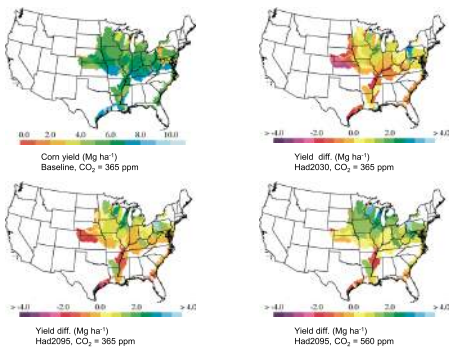 0.0 2.0 4.0 6.0 8.0 10.0
Corn yield (Mg ha-1)
Baseline, CO2 = 365 ppm
> -4.0 -2.0 0.0 2.0 > 4.0
Yield diff. (Mg ha-1)
Had2030, CO2 = 365 ppm
> -4.0 -2.0 0.0 2.0 > 4.0
Yield diff. (Mg ha-1)
Had2095, CO2 = 365 ppm
> -4.0 -2.0 0.0 2.0 > 4.0
Yield diff. (Mg ha-1)
Had2095, CO2 = 560 ppm